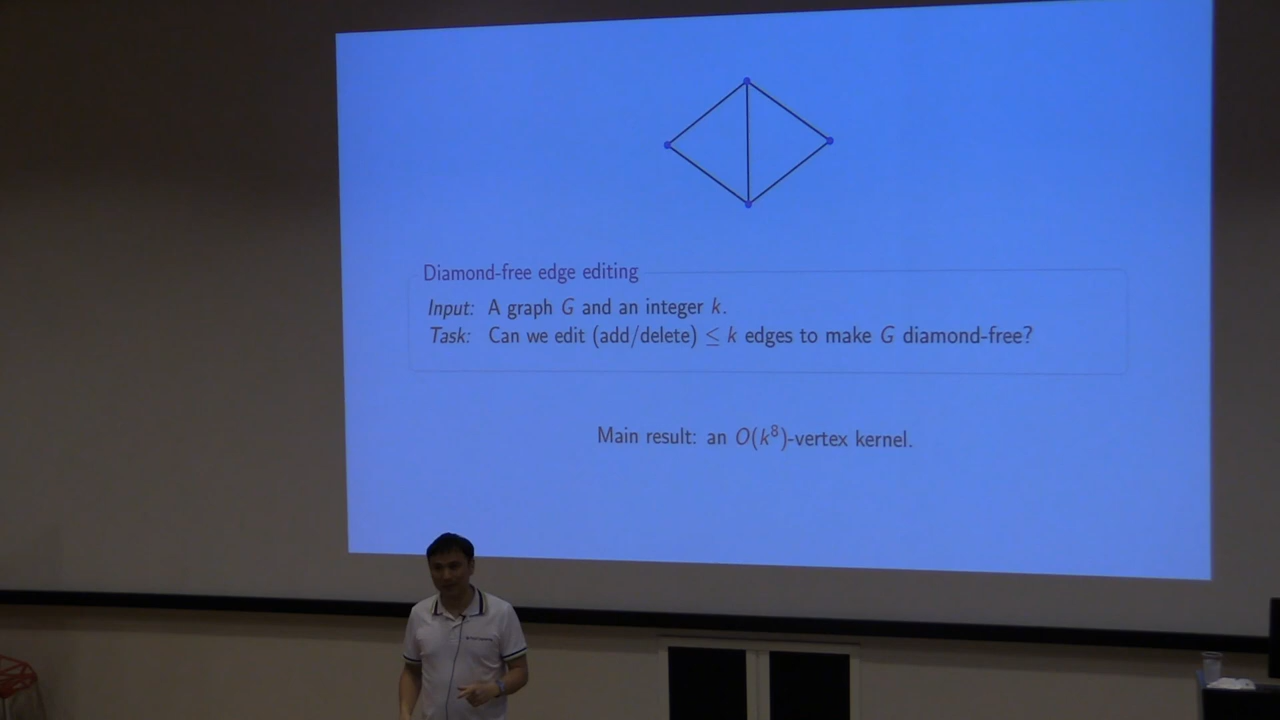 Diamond-free edge editing
Input: A graph G and an integer k.
Task: Can we edit (add/delete) ≤ k edges to make G diamond-free?
Main result: an O(k⁸)-vertex kernel.